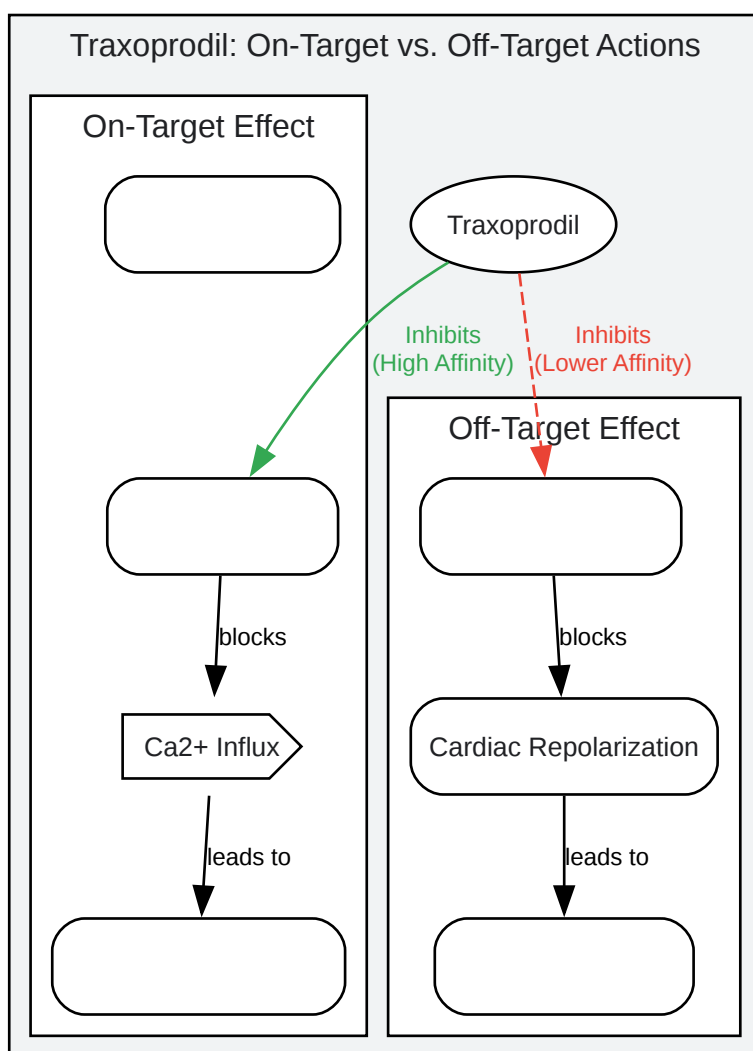 Traxoprodil: On-Target vs. Off-Target Actions
On-Target Effect
Traxoprodil
Inhibits
(High Affinity)
Inhibits
(Lower Affinity)
Off-Target Effect
blocks
blocks
Ca2+ Influx
Cardiac Repolarization
leads to
leads to